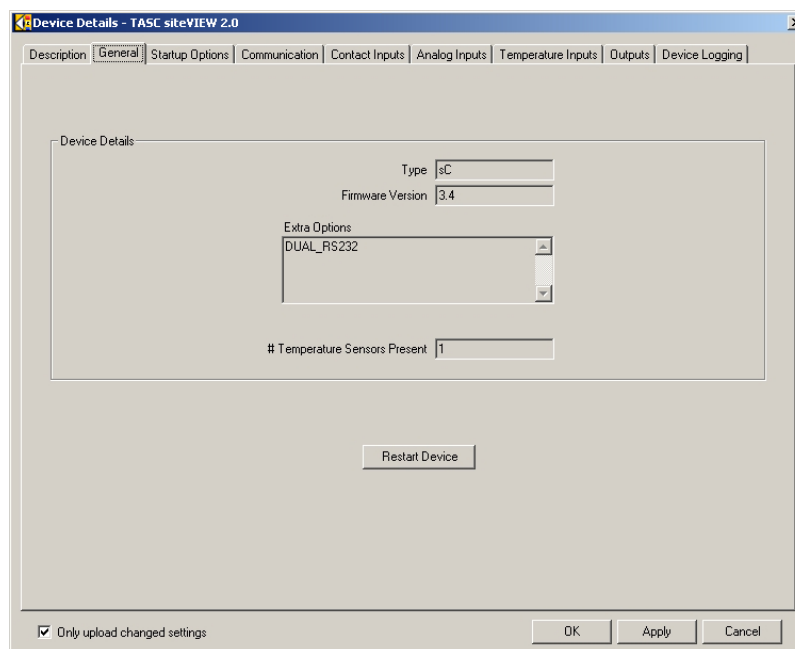 Device Details - TASC siteVIEW 2.0
Description General Startup Options Communication Contact Inputs Analog Inputs Temperature Inputs Outputs Device Logging
Device Details
Type sC
Firmware Version 3.4
Extra Options
DUAL_RS232
# Temperature Sensors Present 1
Restart Device
Only upload changed settings OK Apply Cancel